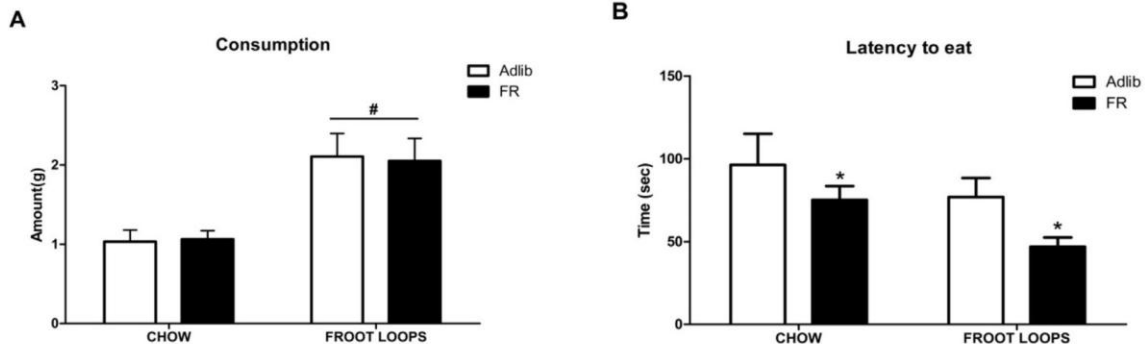 A
Consumption
Adlib
FR
3
2
1
0
Amount(g)
#
CHOW
FROOT LOOPS
B
Latency to eat
Adlib
FR
150
100
50
0
Time (sec)
*
*
CHOW
FROOT LOOPS